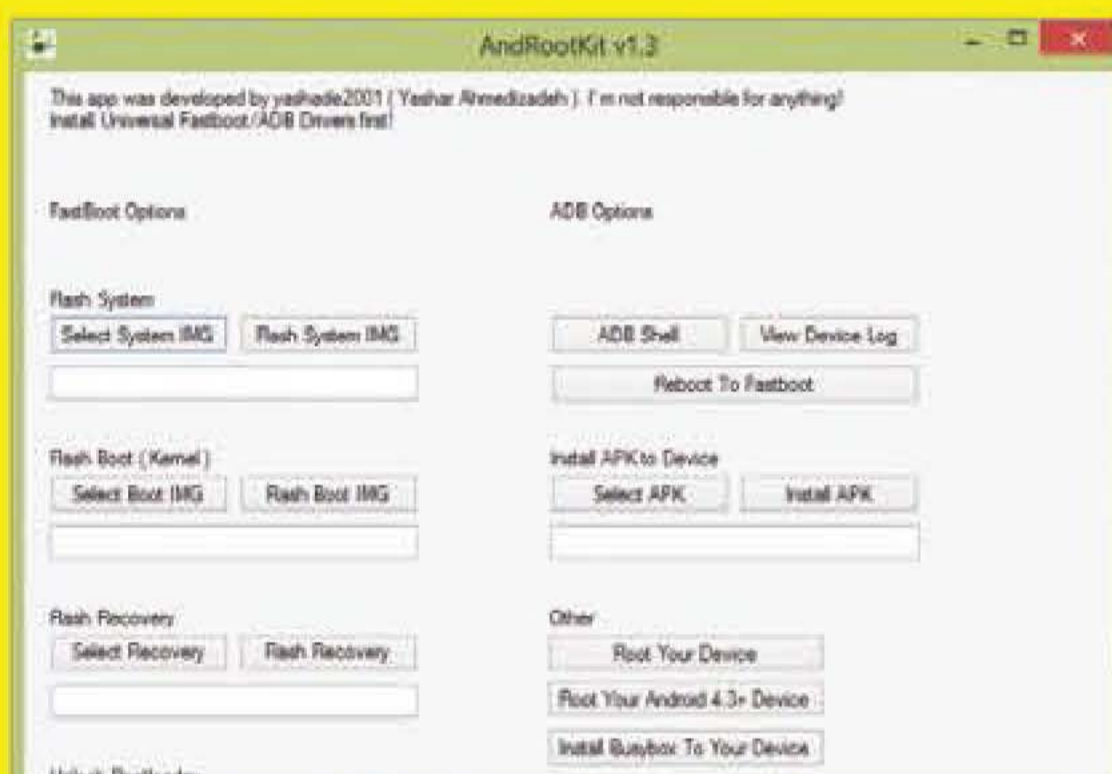 AndRootKit v1.3
This app was developed by yashade2001 ( Yashar Ahmedizadeh ). I'm not responsible for anything!
Install Universal Fastboot/ADB Drivers first!
FastBoot Options
Flash System
Select System IMG
Flash System IMG
Flash Boot ( Kernel )
Select Boot IMG
Flash Boot IMG
Flash Recovery
Select Recovery
Flash Recovery
Unlock Bootloader
ADB Options
ADB Shell
View Device Log
Reboot To Fastboot
Install APK to Device
Select APK
Install APK
Other
Root Your Device
Root Your Android 4.3+ Device
Install Busybox To Your Device